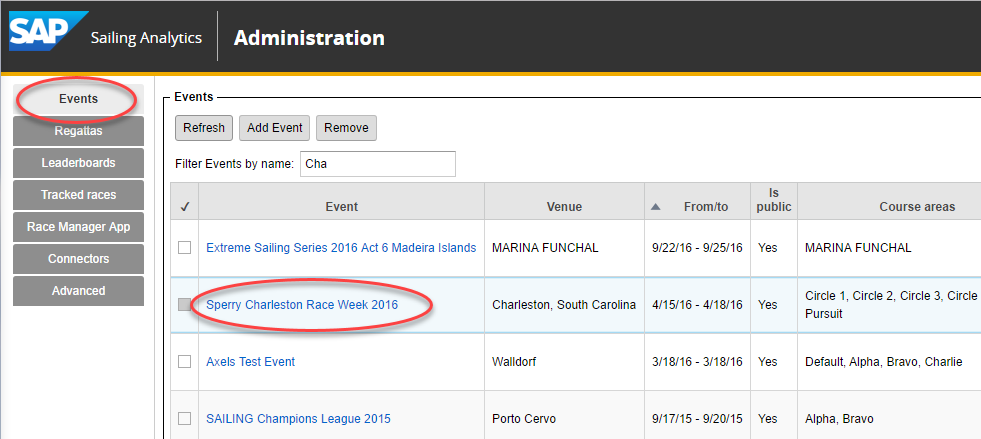 SAP Sailing Analytics Administration
Events
Regattas
Leaderboards
Tracked races
Race Manager App
Connectors
Advanced
Events
Refresh Add Event Remove
Filter Events by name: Cha
✓ Event Venue From/to Is public Course areas
Extreme Sailing Series 2016 Act 6 Madeira Islands MARINA FUNCHAL 9/22/16 - 9/25/16 Yes MARINA FUNCHAL
Sperry Charleston Race Week 2016 Charleston, South Carolina 4/15/16 - 4/18/16 Yes Circle 1, Circle 2, Circle 3, Circle
Pursuit
Axels Test Event Walldorf 3/18/16 - 3/18/16 Yes Default, Alpha, Bravo, Charlie
SAILING Champions League 2015 Porto Cervo 9/17/15 - 9/20/15 Yes Alpha, Bravo